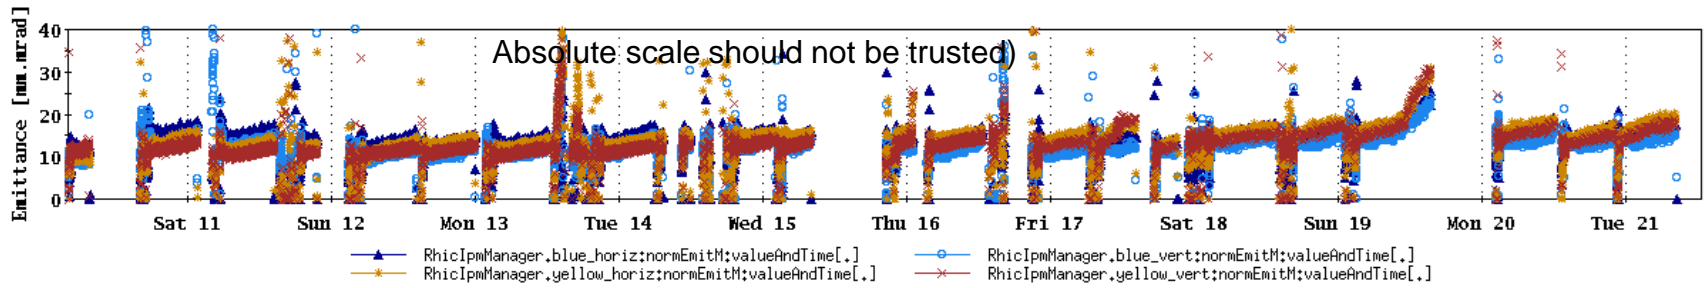 40
Absolute scale should not be trusted)
30
20
10
0
Emittance [mm.mrad]
Sat 11 Sun 12 Mon 13 Tue 14 Wed 15 Thu 16 Fri 17 Sat 18 Sun 19 Mon 20 Tue 21
RhicIpmManager.blue_horiz:normEmitM:valueAndTime[.] RhicIpmManager.blue_vert:normEmitM:valueAndTime[.]
RhicIpmManager.yellow_horiz:normEmitM:valueAndTime[.] RhicIpmManager.yellow_vert:normEmitM:valueAndTime[.]